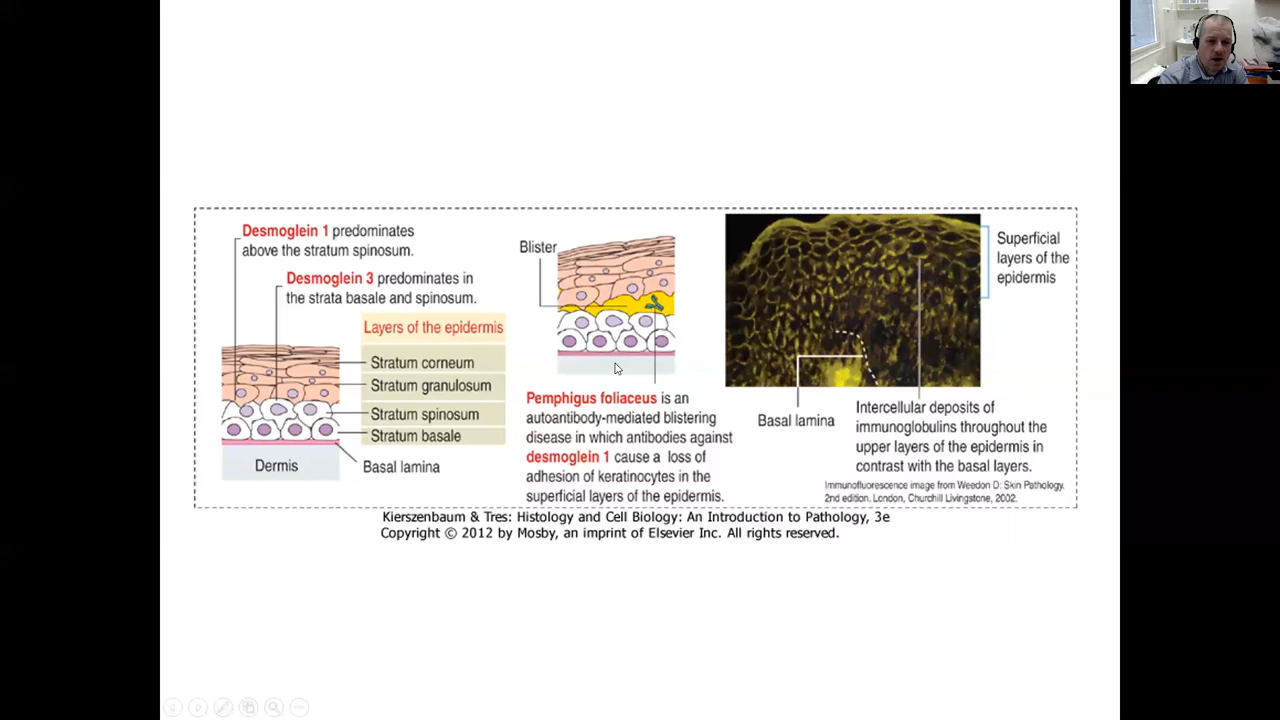 Desmoglein 1 predominates
above the stratum spinosum.
Desmoglein 3 predominates in
the strata basale and spinosum.
Layers of the epidermis
Stratum corneum
Stratum granulosum
Stratum spinosum
Stratum basale
Basal lamina
Dermis
Blister
Pemphigus foliaceus is an
autoantibody-mediated blistering
disease in which antibodies against
desmoglein 1 cause a loss of
adhesion of keratinocytes in the
superficial layers of the epidermis.
Superficial
layers of the
epidermis
Basal lamina
Intercellular deposits of
immunoglobulins throughout the
upper layers of the epidermis in
contrast with the basal layers.
Immunofluorescence image from Weedon D: Skin Pathology.
2nd edition. London, Churchill Livingstone, 2002.
Kierszenbaum & Tres: Histology and Cell Biology: An Introduction to Pathology, 3e
Copyright © 2012 by Mosby, an imprint of Elsevier Inc. All rights reserved.